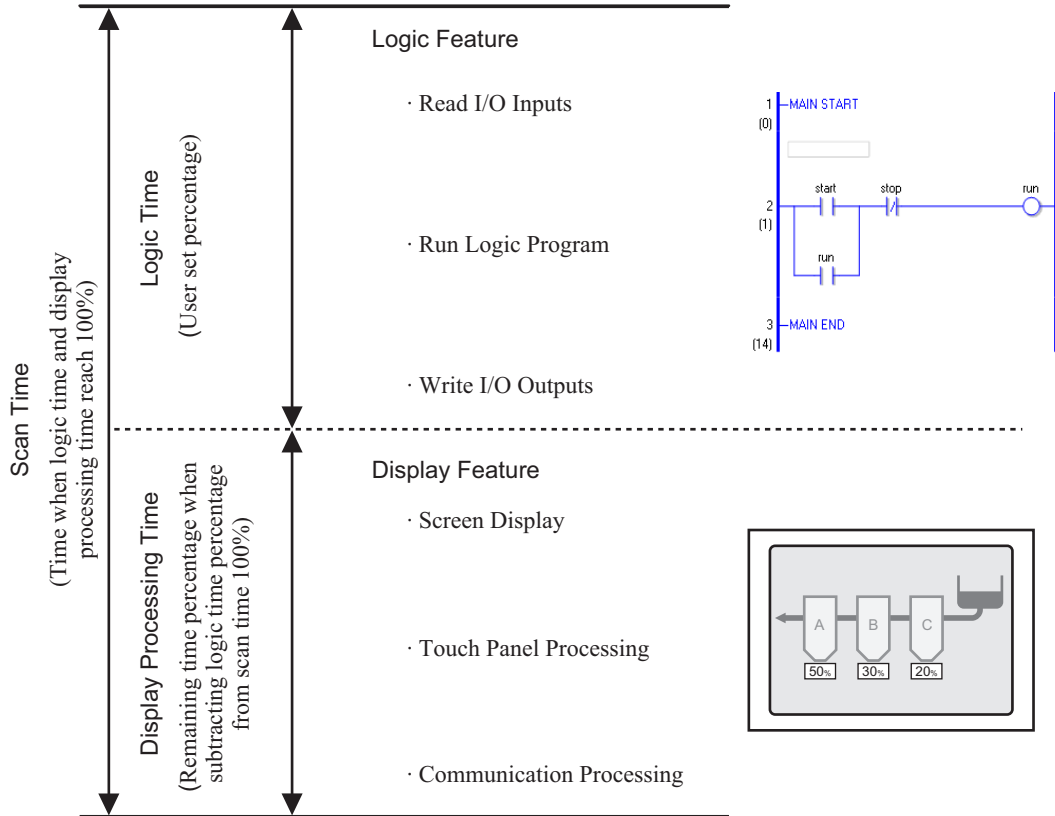 Scan Time
(Time when logic time and display
processing time reach 100%)
Logic Time
(User set percentage)
Logic Feature
· Read I/O Inputs
· Run Logic Program
· Write I/O Outputs
1 MAIN START
(0)
start stop run
2
(1)
run
3 MAIN END
(14)
Display Processing Time
(Remaining time percentage when
subtracting logic time percentage
from scan time 100%)
Display Feature
· Screen Display
· Touch Panel Processing
· Communication Processing
A B C
50% 30% 20%